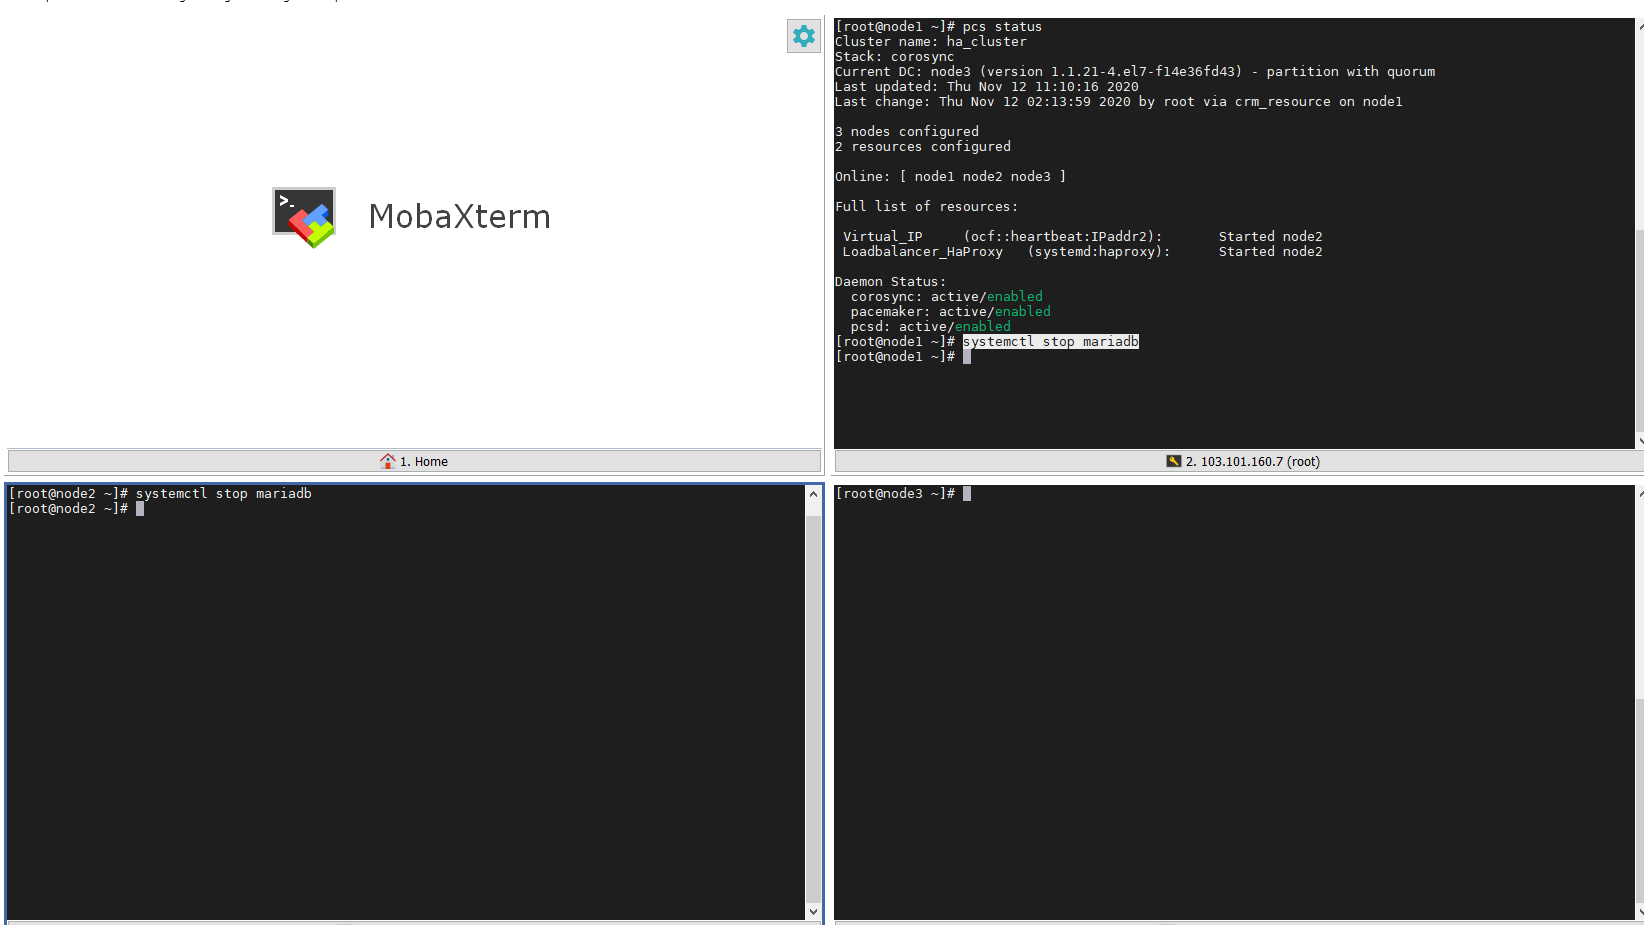 >_
MobaXterm
1. Home
[root@node1 ~]# pcs status
Cluster name: ha_cluster
Stack: corosync
Current DC: node3 (version 1.1.21-4.el7-f14e36fd43) - partition with quorum
Last updated: Thu Nov 12 11:10:16 2020
Last change: Thu Nov 12 02:13:59 2020 by root via crm_resource on node1
3 nodes configured
2 resources configured
Online: [ node1 node2 node3 ]
Full list of resources:
Virtual_IP (ocf::heartbeat:IPaddr2): Started node2
Loadbalancer_HaProxy (systemd:haproxy): Started node2
Daemon Status:
corosync: active/enabled
pacemaker: active/enabled
pcsd: active/enabled
[root@node1 ~]# systemctl stop mariadb
[root@node1 ~]#
2. 103.101.160.7 (root)
[root@node2 ~]# systemctl stop mariadb
[root@node2 ~]#
[root@node3 ~]#